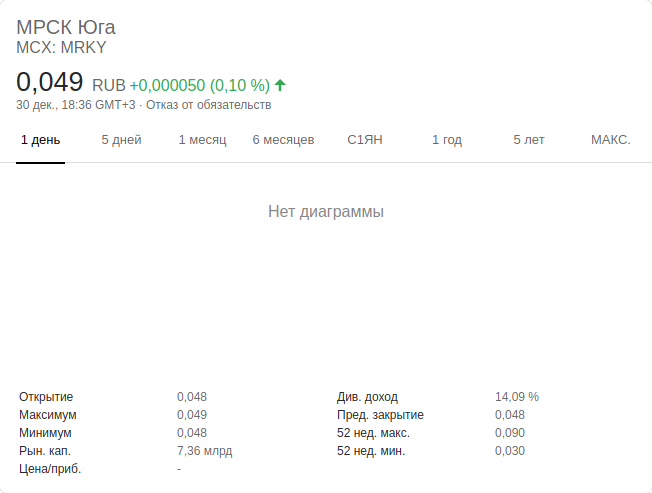 МРСК Юга
MCX: MRKY
0,049 RUB +0,000050 (0,10 %)
30 дек., 18:36 GMT+3 · Отказ от обязательств
1 день 5 дней 1 месяц 6 месяцев С1ЯН 1 год 5 лет МАКС.
Нет диаграммы
Открытие 0,048 Див. доход 14,09 %
Максимум 0,049 Пред. закрытие 0,048
Минимум 0,048 52 нед. макс. 0,090
Рын. кап. 7,36 млрд 52 нед. мин. 0,030
Цена/приб. -